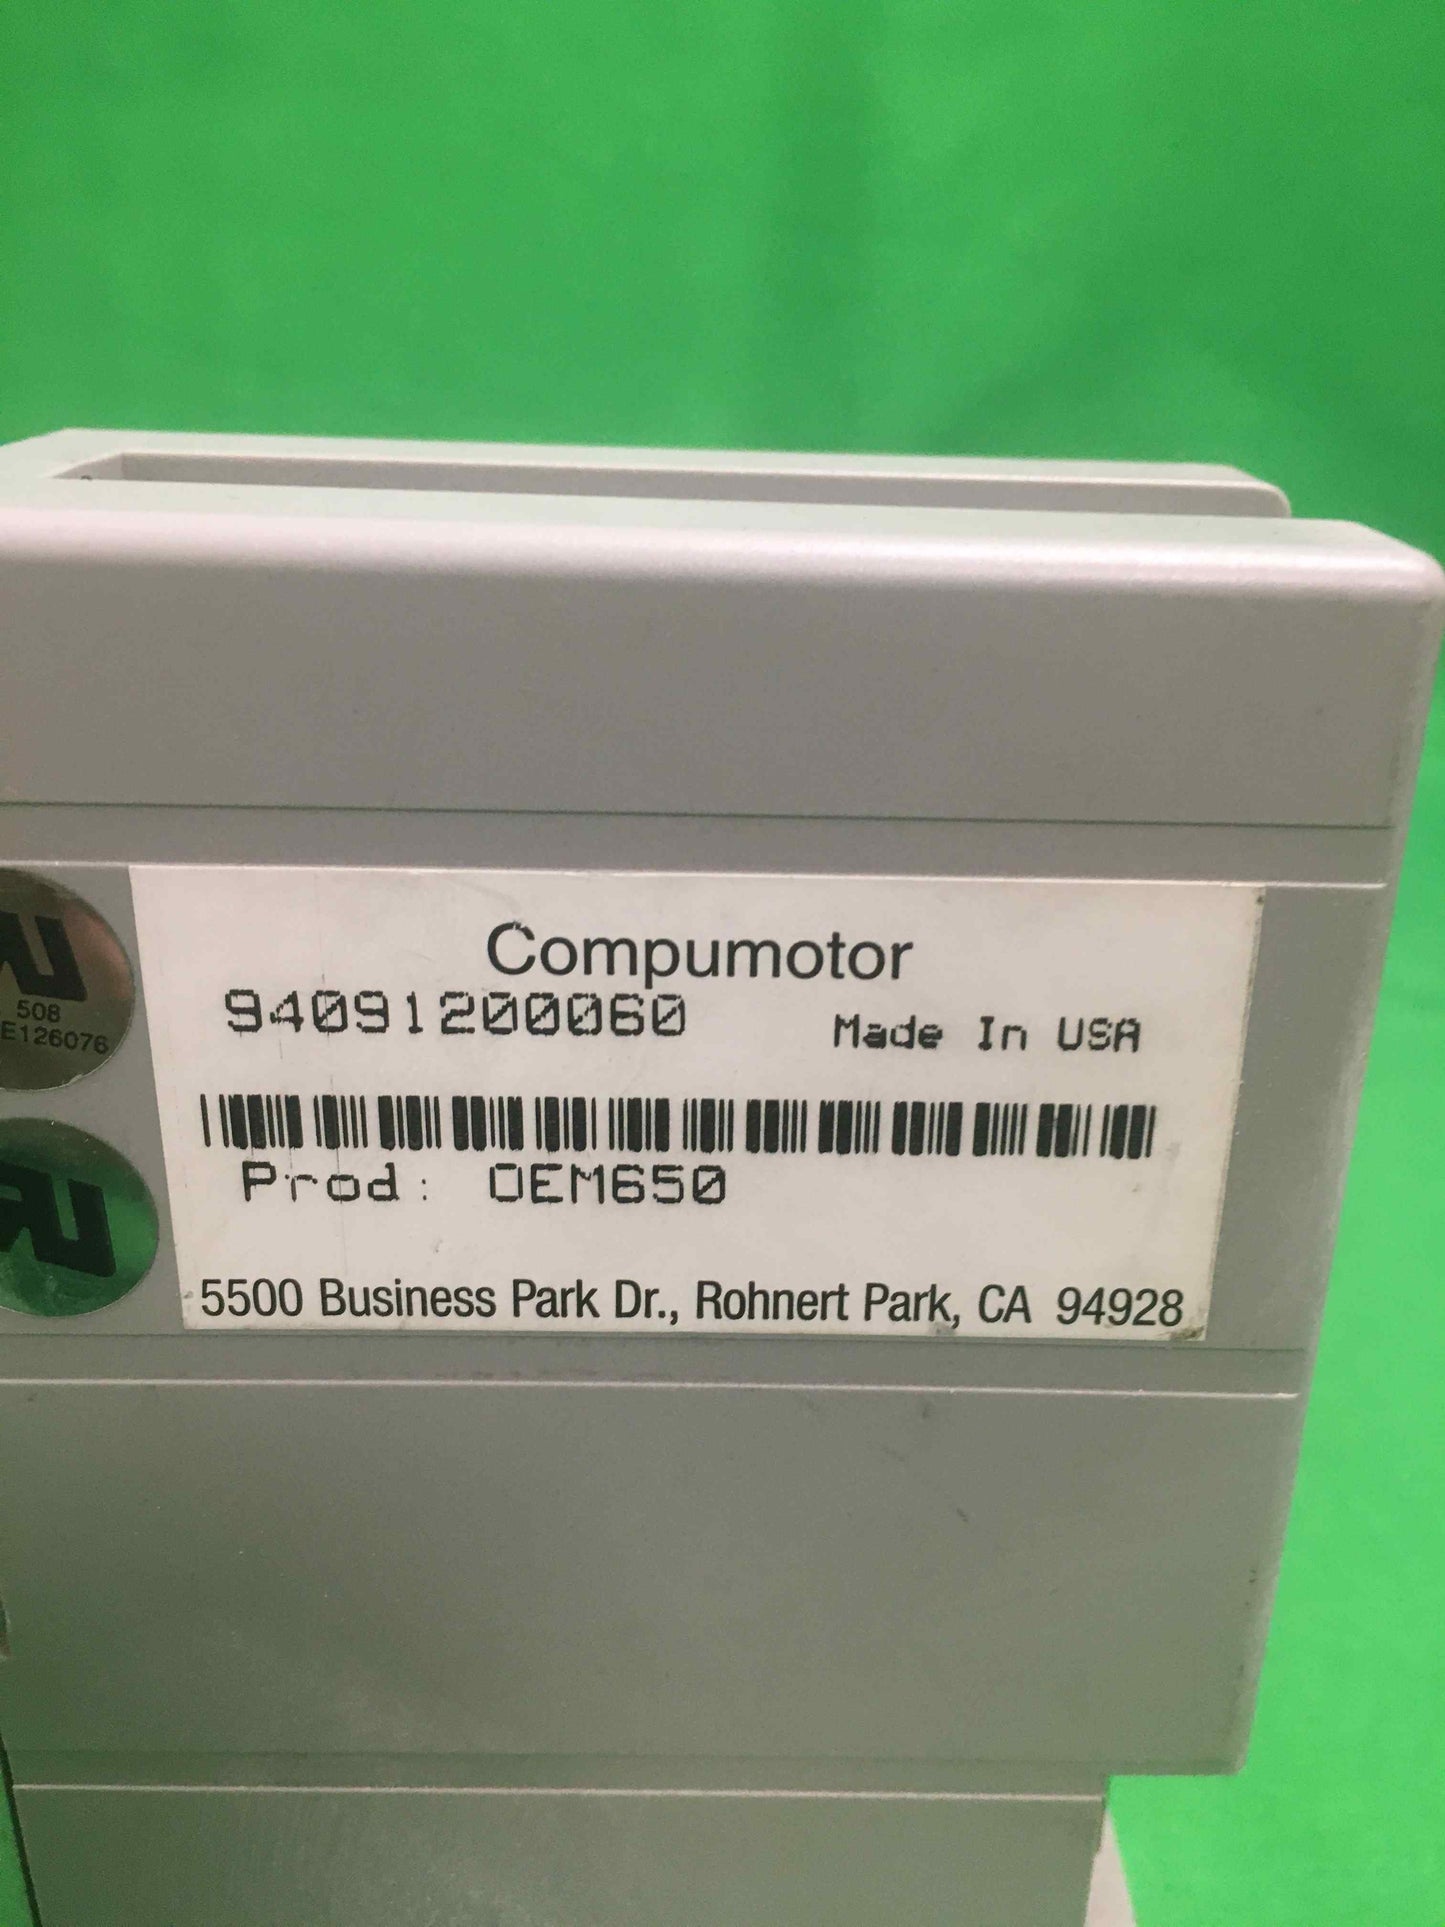 Compumotor
94091200060 Made In USA
508
E126076
Prod: OEM650
5500 Business Park Dr., Rohnert Park, CA 94928